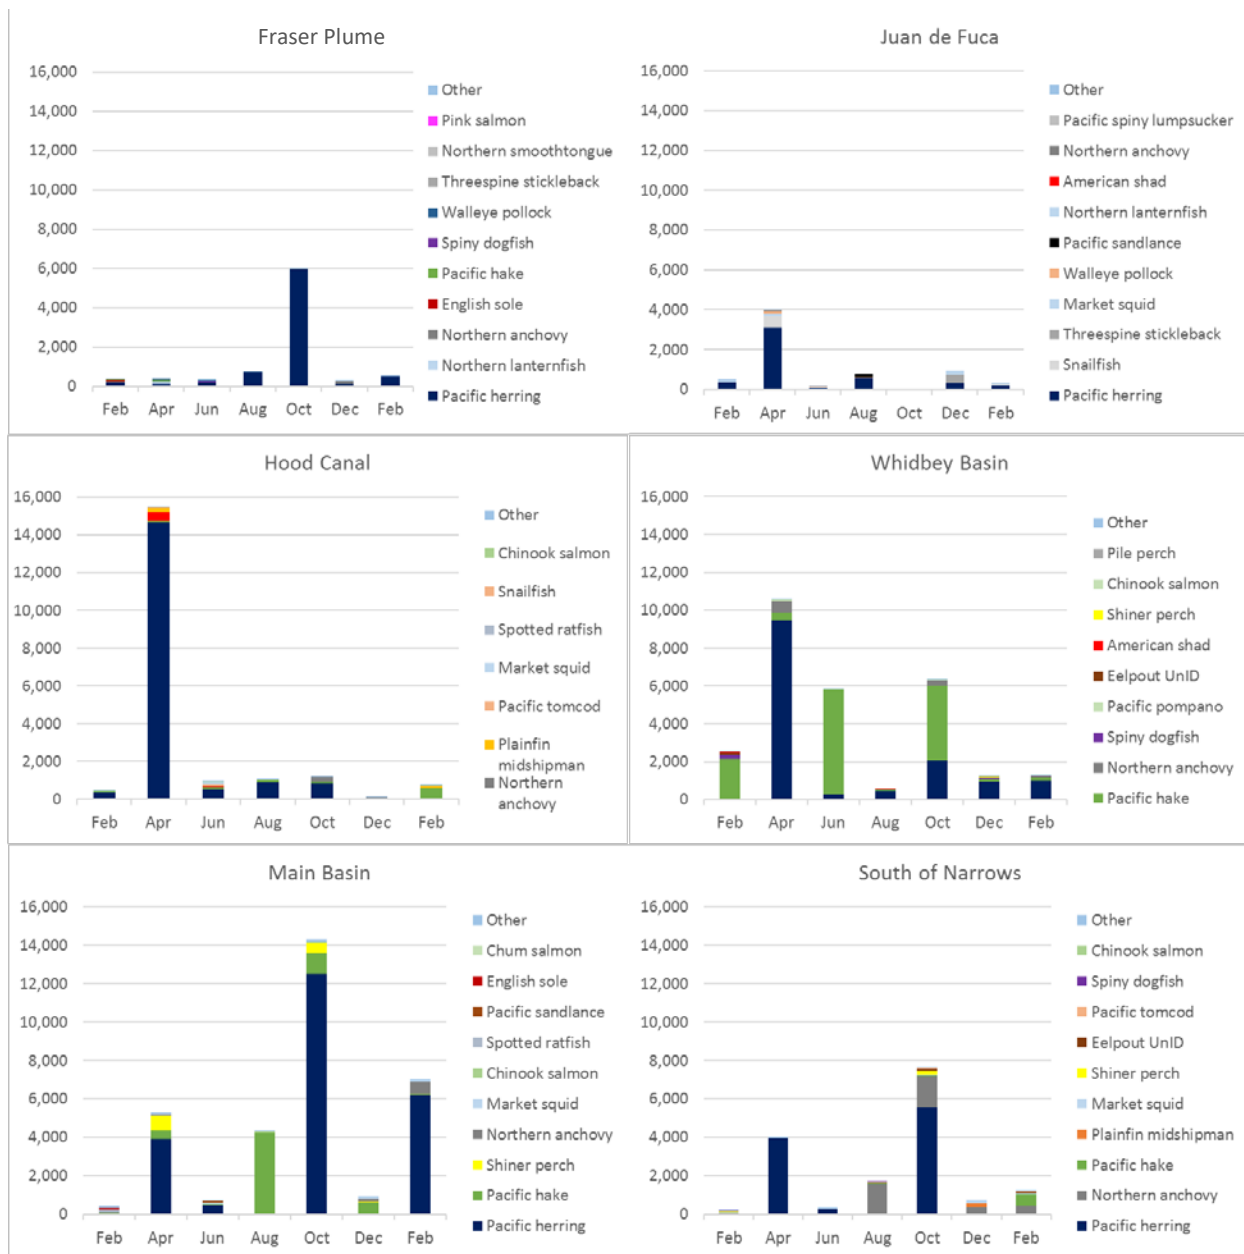 Fraser Plume
16,000
14,000
12,000
10,000
8,000
6,000
4,000
2,000
0
Feb Apr Jun Aug Oct Dec Feb
Other
Pink salmon
Northern smoothtongue
Threespine stickleback
Walleye pollock
Spiny dogfish
Pacific hake
English sole
Northern anchovy
Northern lanternfish
Pacific herring
Juan de Fuca
16,000
14,000
12,000
10,000
8,000
6,000
4,000
2,000
0
Feb Apr Jun Aug Oct Dec Feb
Other
Pacific spiny lumpsucker
Northern anchovy
American shad
Northern lanternfish
Pacific sandlance
Walleye pollock
Market squid
Threespine stickleback
Snailfish
Pacific herring
Hood Canal
16,000
14,000
12,000
10,000
8,000
6,000
4,000
2,000
0
Feb Apr Jun Aug Oct Dec Feb
Other
Chinook salmon
Snailfish
Spotted ratfish
Market squid
Pacific tomcod
Plainfin
midshipman
Northern
anchovy
Whidbey Basin
16,000
14,000
12,000
10,000
8,000
6,000
4,000
2,000
0
Feb Apr Jun Aug Oct Dec Feb
Other
Pile perch
Chinook salmon
Shiner perch
American shad
Eelpout UnID
Pacific pompano
Spiny dogfish
Northern anchovy
Pacific hake
Main Basin
16,000
14,000
12,000
10,000
8,000
6,000
4,000
2,000
0
Feb Apr Jun Aug Oct Dec Feb
Other
Chum salmon
English sole
Pacific sandlance
Spotted ratfish
Chinook salmon
Market squid
Northern anchovy
Shiner perch
Pacific hake
Pacific herring
South of Narrows
16,000
14,000
12,000
10,000
8,000
6,000
4,000
2,000
0
Feb Apr Jun Aug Oct Dec Feb
Other
Chinook salmon
Spiny dogfish
Pacific tomcod
Eelpout UnID
Shiner perch
Market squid
Plainfin midshipman
Pacific hake
Northern anchovy
Pacific herring